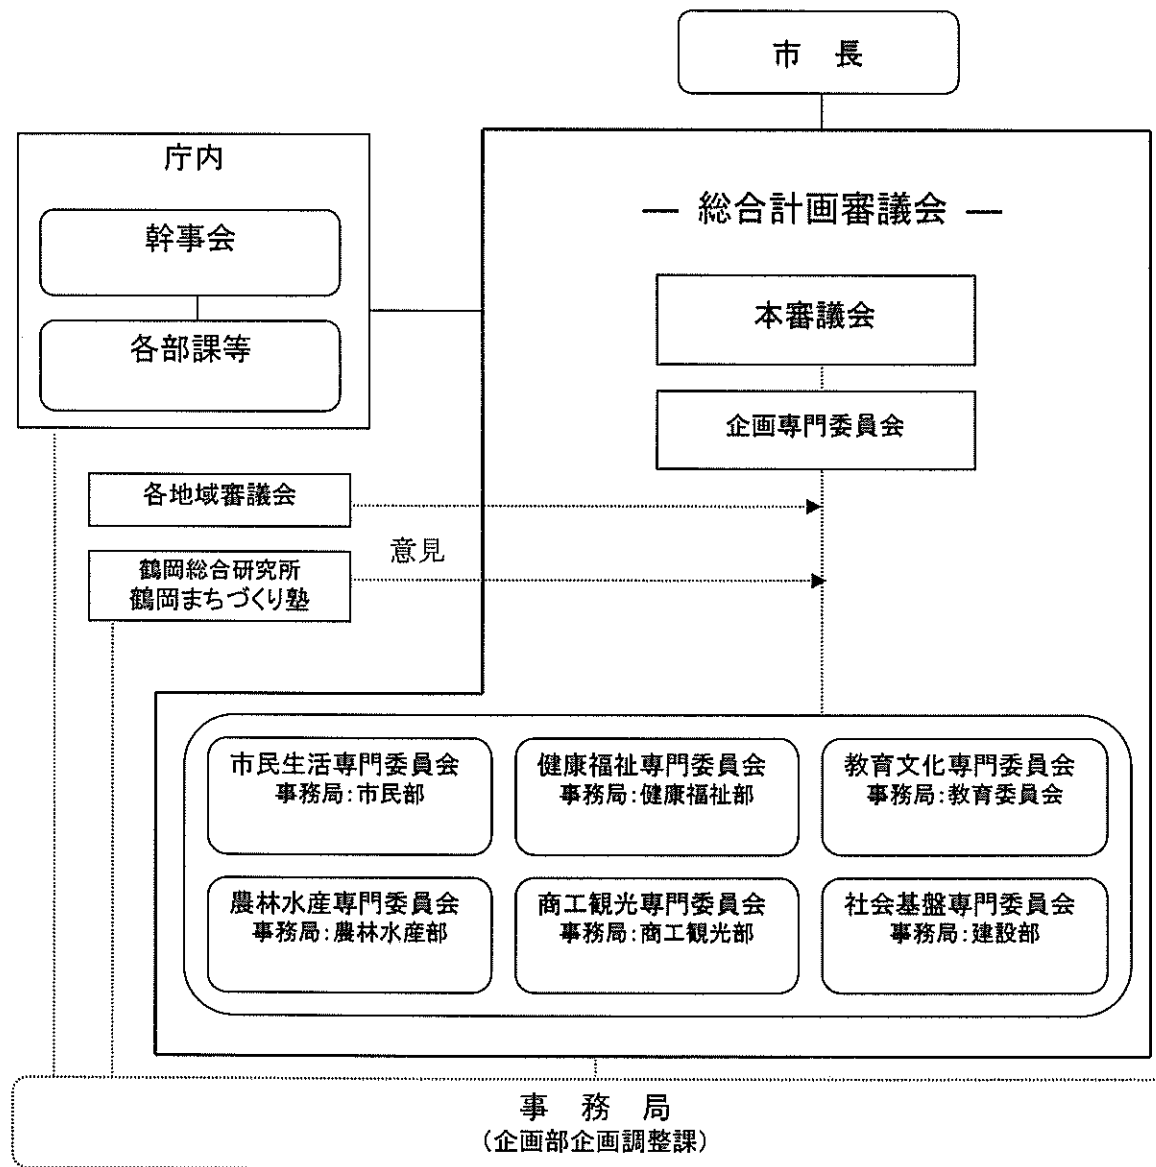 市 長
庁内
幹事会
各部課等
― 総合計画審議会 ―
本審議会
企画専門委員会
各地域審議会
鶴岡総合研究所
鶴岡まちづくり塾
意見
市民生活専門委員会
事務局:市民部
健康福祉専門委員会
事務局:健康福祉部
教育文化専門委員会
事務局:教育委員会
農林水産専門委員会
事務局:農林水産部
商工観光専門委員会
事務局:商工観光部
社会基盤専門委員会
事務局:建設部
事 務 局
(企画部企画調整課)